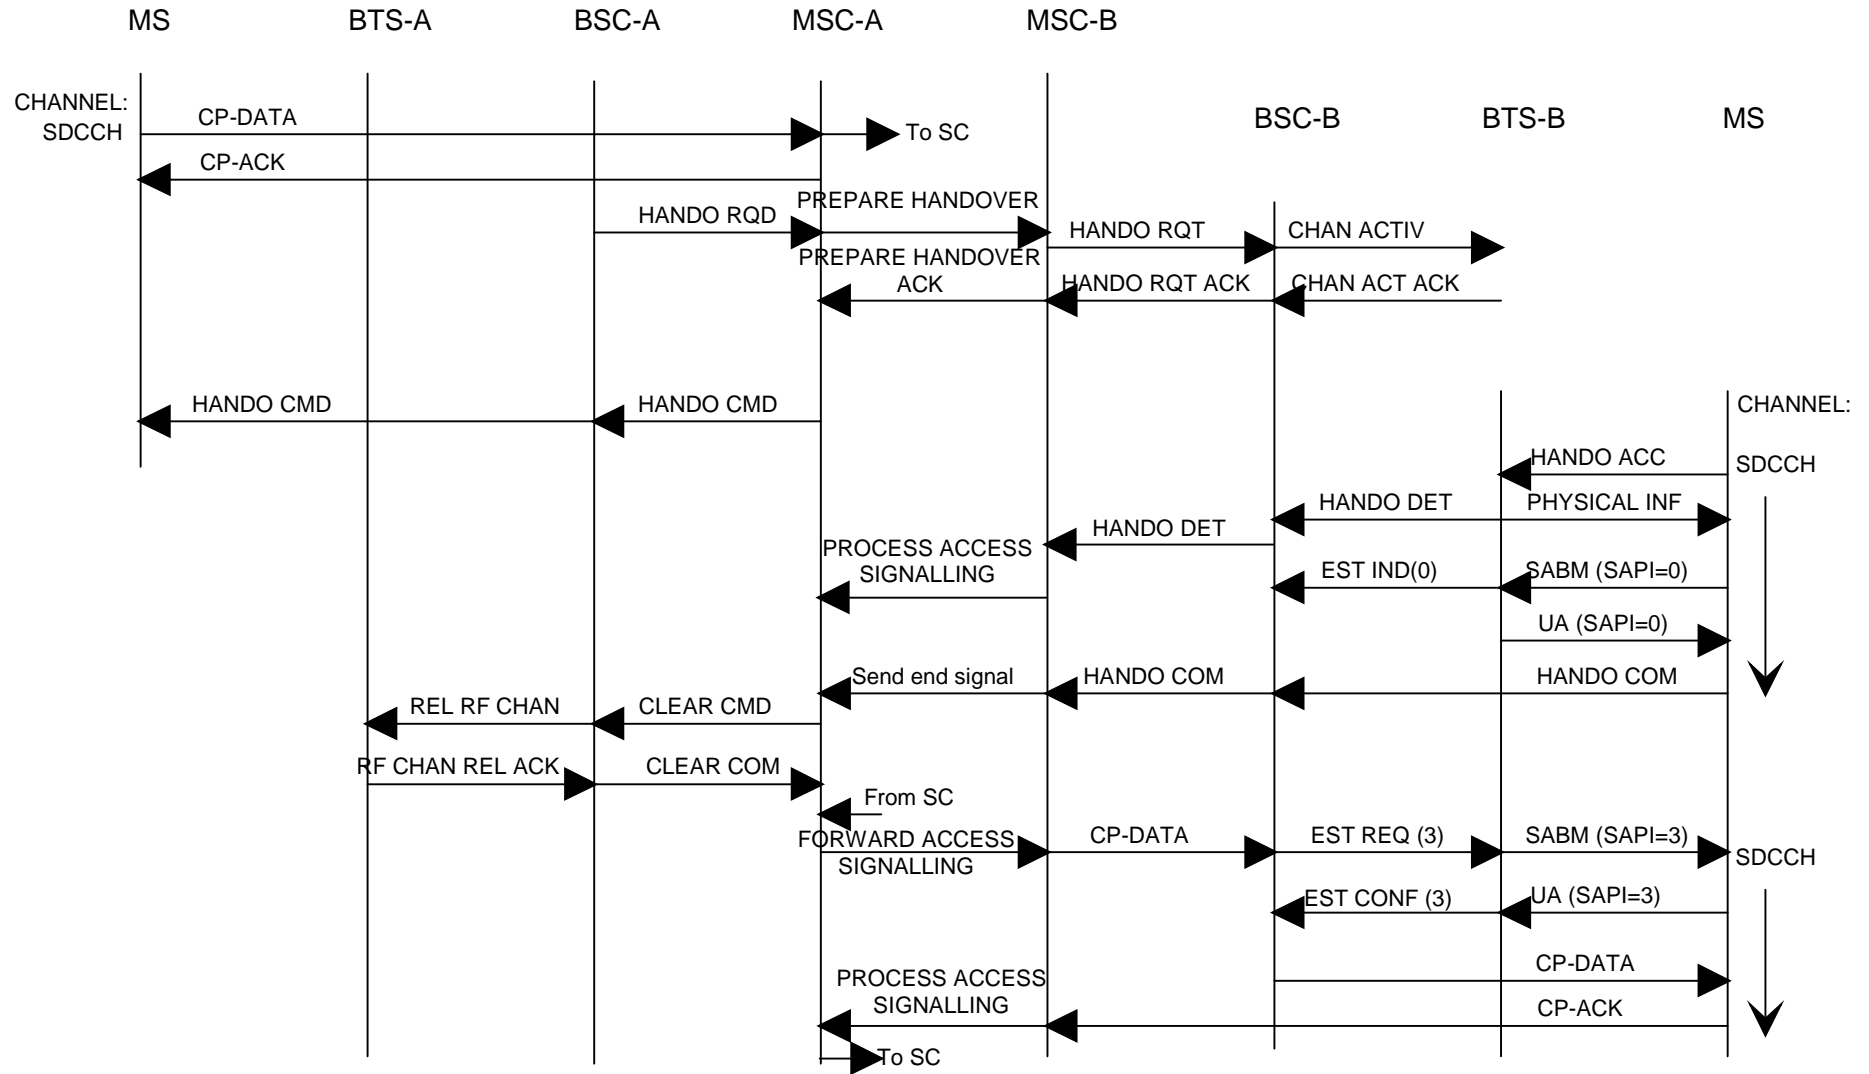 MS BTS-A BSC-A MSC-A MSC-B
CHANNEL:
SDCCH
CP-DATA
To SC
BSC-B BTS-B MS
CP-ACK
PREPARE HANDOVER
HANDO RQD
HANDO RQT
CHAN ACTIV
PREPARE HANDOVER
ACK
HANDO RQT ACK
CHAN ACT ACK
HANDO CMD
HANDO CMD
CHANNEL:
HANDO ACC
SDCCH
HANDO DET
PHYSICAL INF
HANDO DET
PROCESS ACCESS
SIGNALLING
EST IND(0)
SABM (SAPI=0)
UA (SAPI=0)
Send end signal
HANDO COM
HANDO COM
REL RF CHAN
CLEAR CMD
RF CHAN REL ACK
CLEAR COM
From SC
FORWARD ACCESS
SIGNALLING
CP-DATA
EST REQ (3)
SABM (SAPI=3)
SDCCH
EST CONF (3)
UA (SAPI=3)
CP-DATA
PROCESS ACCESS
SIGNALLING
CP-ACK
To SC